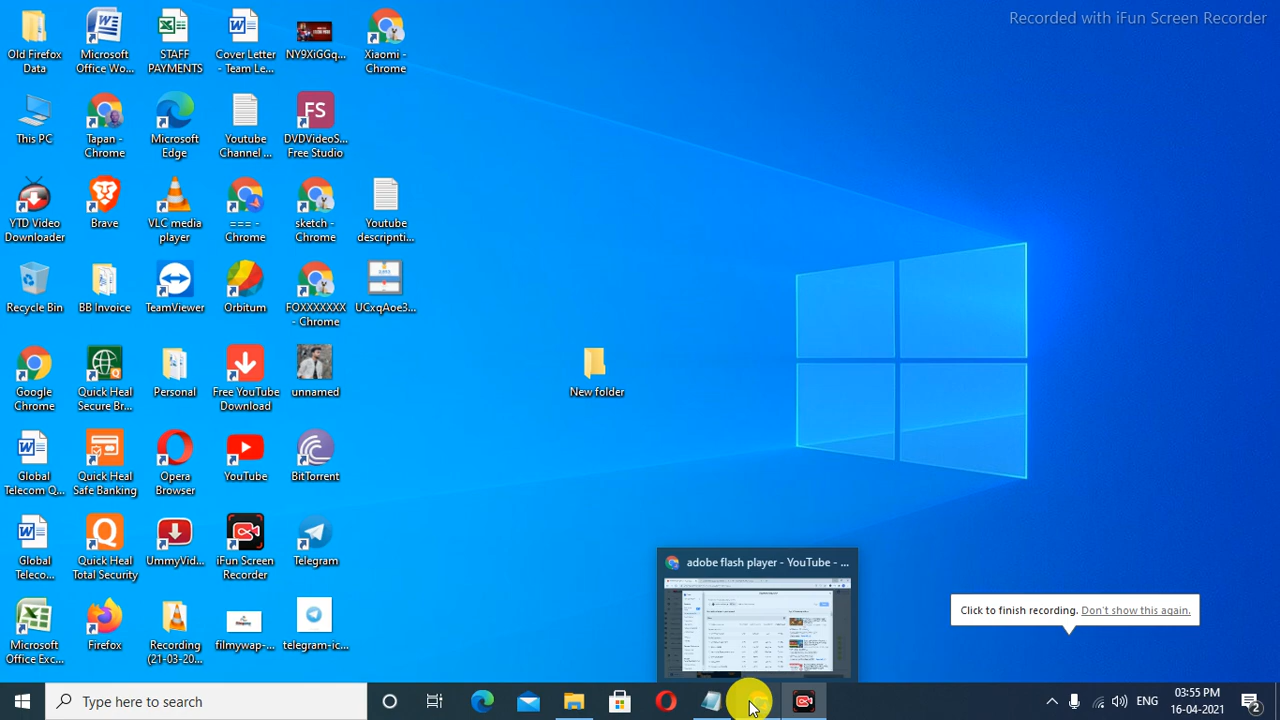 Recorded with iFun Screen Recorder
Old Firefox
Data
Microsoft
Office Wo...
STAFF
PAYMENTS
Cover Letter
- Team Le...
NY9XiGGq...
Xiaomi -
Chrome
This PC
Tapan -
Chrome
Microsoft
Edge
Youtube
Channel ...
FS
DVDVideoS...
Free Studio
YTD Video
Downloader
Brave
VLC media
player
=== -
Chrome
sketch -
Chrome
Youtube
descripnti...
Recycle Bin
BB Invoice
TeamViewer
Orbitum
FOXXXXXXX
- Chrome
UCxqAoe3...
Google
Chrome
Quick Heal
Secure Br...
Personal
Free YouTube
Download
unnamed
New folder
Global
Telecom Q...
Quick Heal
Safe Banking
Opera
Browser
YouTube
BitTorrent
Global
Teleco...
Quick Heal
Total Security
UmmyVid...
iFun Screen
Recorder
Telegram
Microsoft
Office Exc...
Firefox
Recording
(21-03-20...
filmywap-...
telegram-ic...
adobe flash player - YouTube - ...
Click to finish recording. Don't show this again.
Type here to search
ENG
03:55 PM
16-04-2021
2